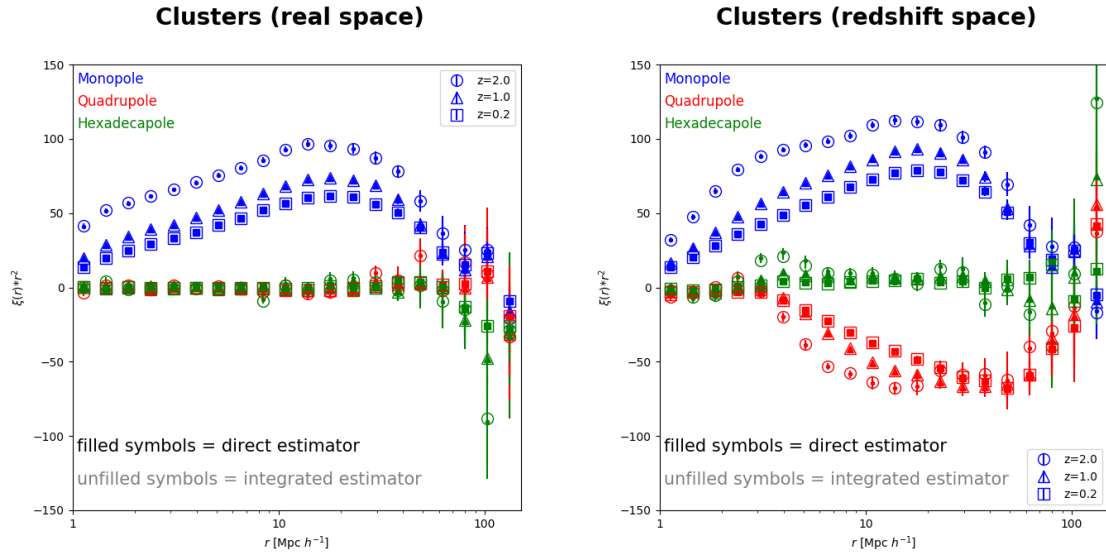 Clusters (real space)
150
100
50
0
−50
−100
−150
ξ(r)*r²
Monopole
Quadrupole
Hexadecapole
z=2.0
z=1.0
z=0.2
filled symbols = direct estimator
unfilled symbols = integrated estimator
1
10
100
r [Mpc h⁻¹]
Clusters (redshift space)
150
100
50
0
−50
−100
−150
ξ(r)*r²
Monopole
Quadrupole
Hexadecapole
filled symbols = direct estimator
unfilled symbols = integrated estimator
z=2.0
z=1.0
z=0.2
1
10
100
r [Mpc h⁻¹]